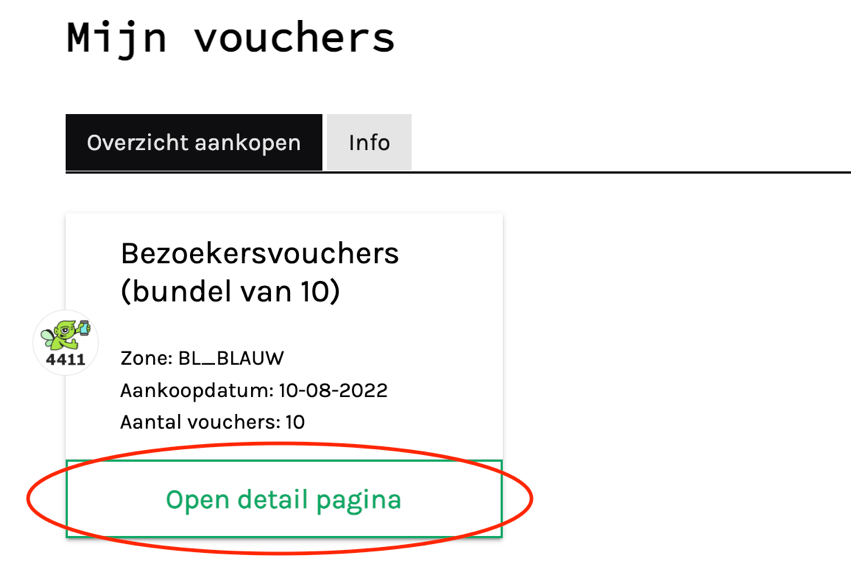 Mijn vouchers
Overzicht aankopen
Info
Bezoekersvouchers
(bundel van 10)
4411
Zone: BL_BLAUW
Aankoopdatum: 10-08-2022
Aantal vouchers: 10
Open detail pagina